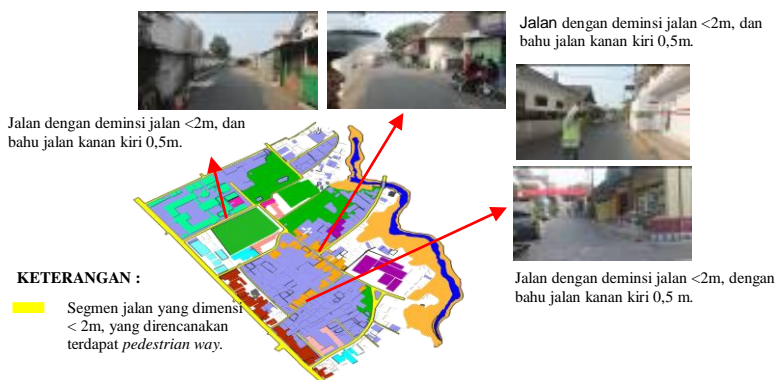 Jalan dengan deminsi jalan <2m, dan
bahu jalan kanan kiri 0,5m.
Jalan dengan deminsi jalan <2m, dan
bahu jalan kanan kiri 0,5m.
Jalan dengan deminsi jalan <2m, dengan
bahu jalan kanan kiri 0,5 m.
KETERANGAN :
Segmen jalan yang dimensi
< 2m, yang direncanakan
terdapat pedestrian way.